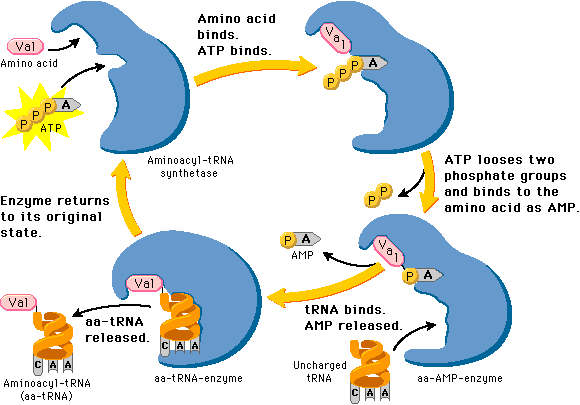 Val
Amino acid
P P P A
ATP
Aminoacyl-tRNA
synthetase
Amino acid
binds.
ATP binds.
Val
P P P A
ATP looses two
phosphate groups
and binds to the
amino acid as AMP.
P P
Val
P A
P A
AMP
tRNA binds.
AMP released.
Uncharged
tRNA
C A A
aa-AMP-enzyme
Val
C A A
aa-tRNA-enzyme
aa-tRNA
released.
Val
C A A
Aminoacyl-tRNA
(aa-tRNA)
Enzyme returns
to its original
state.